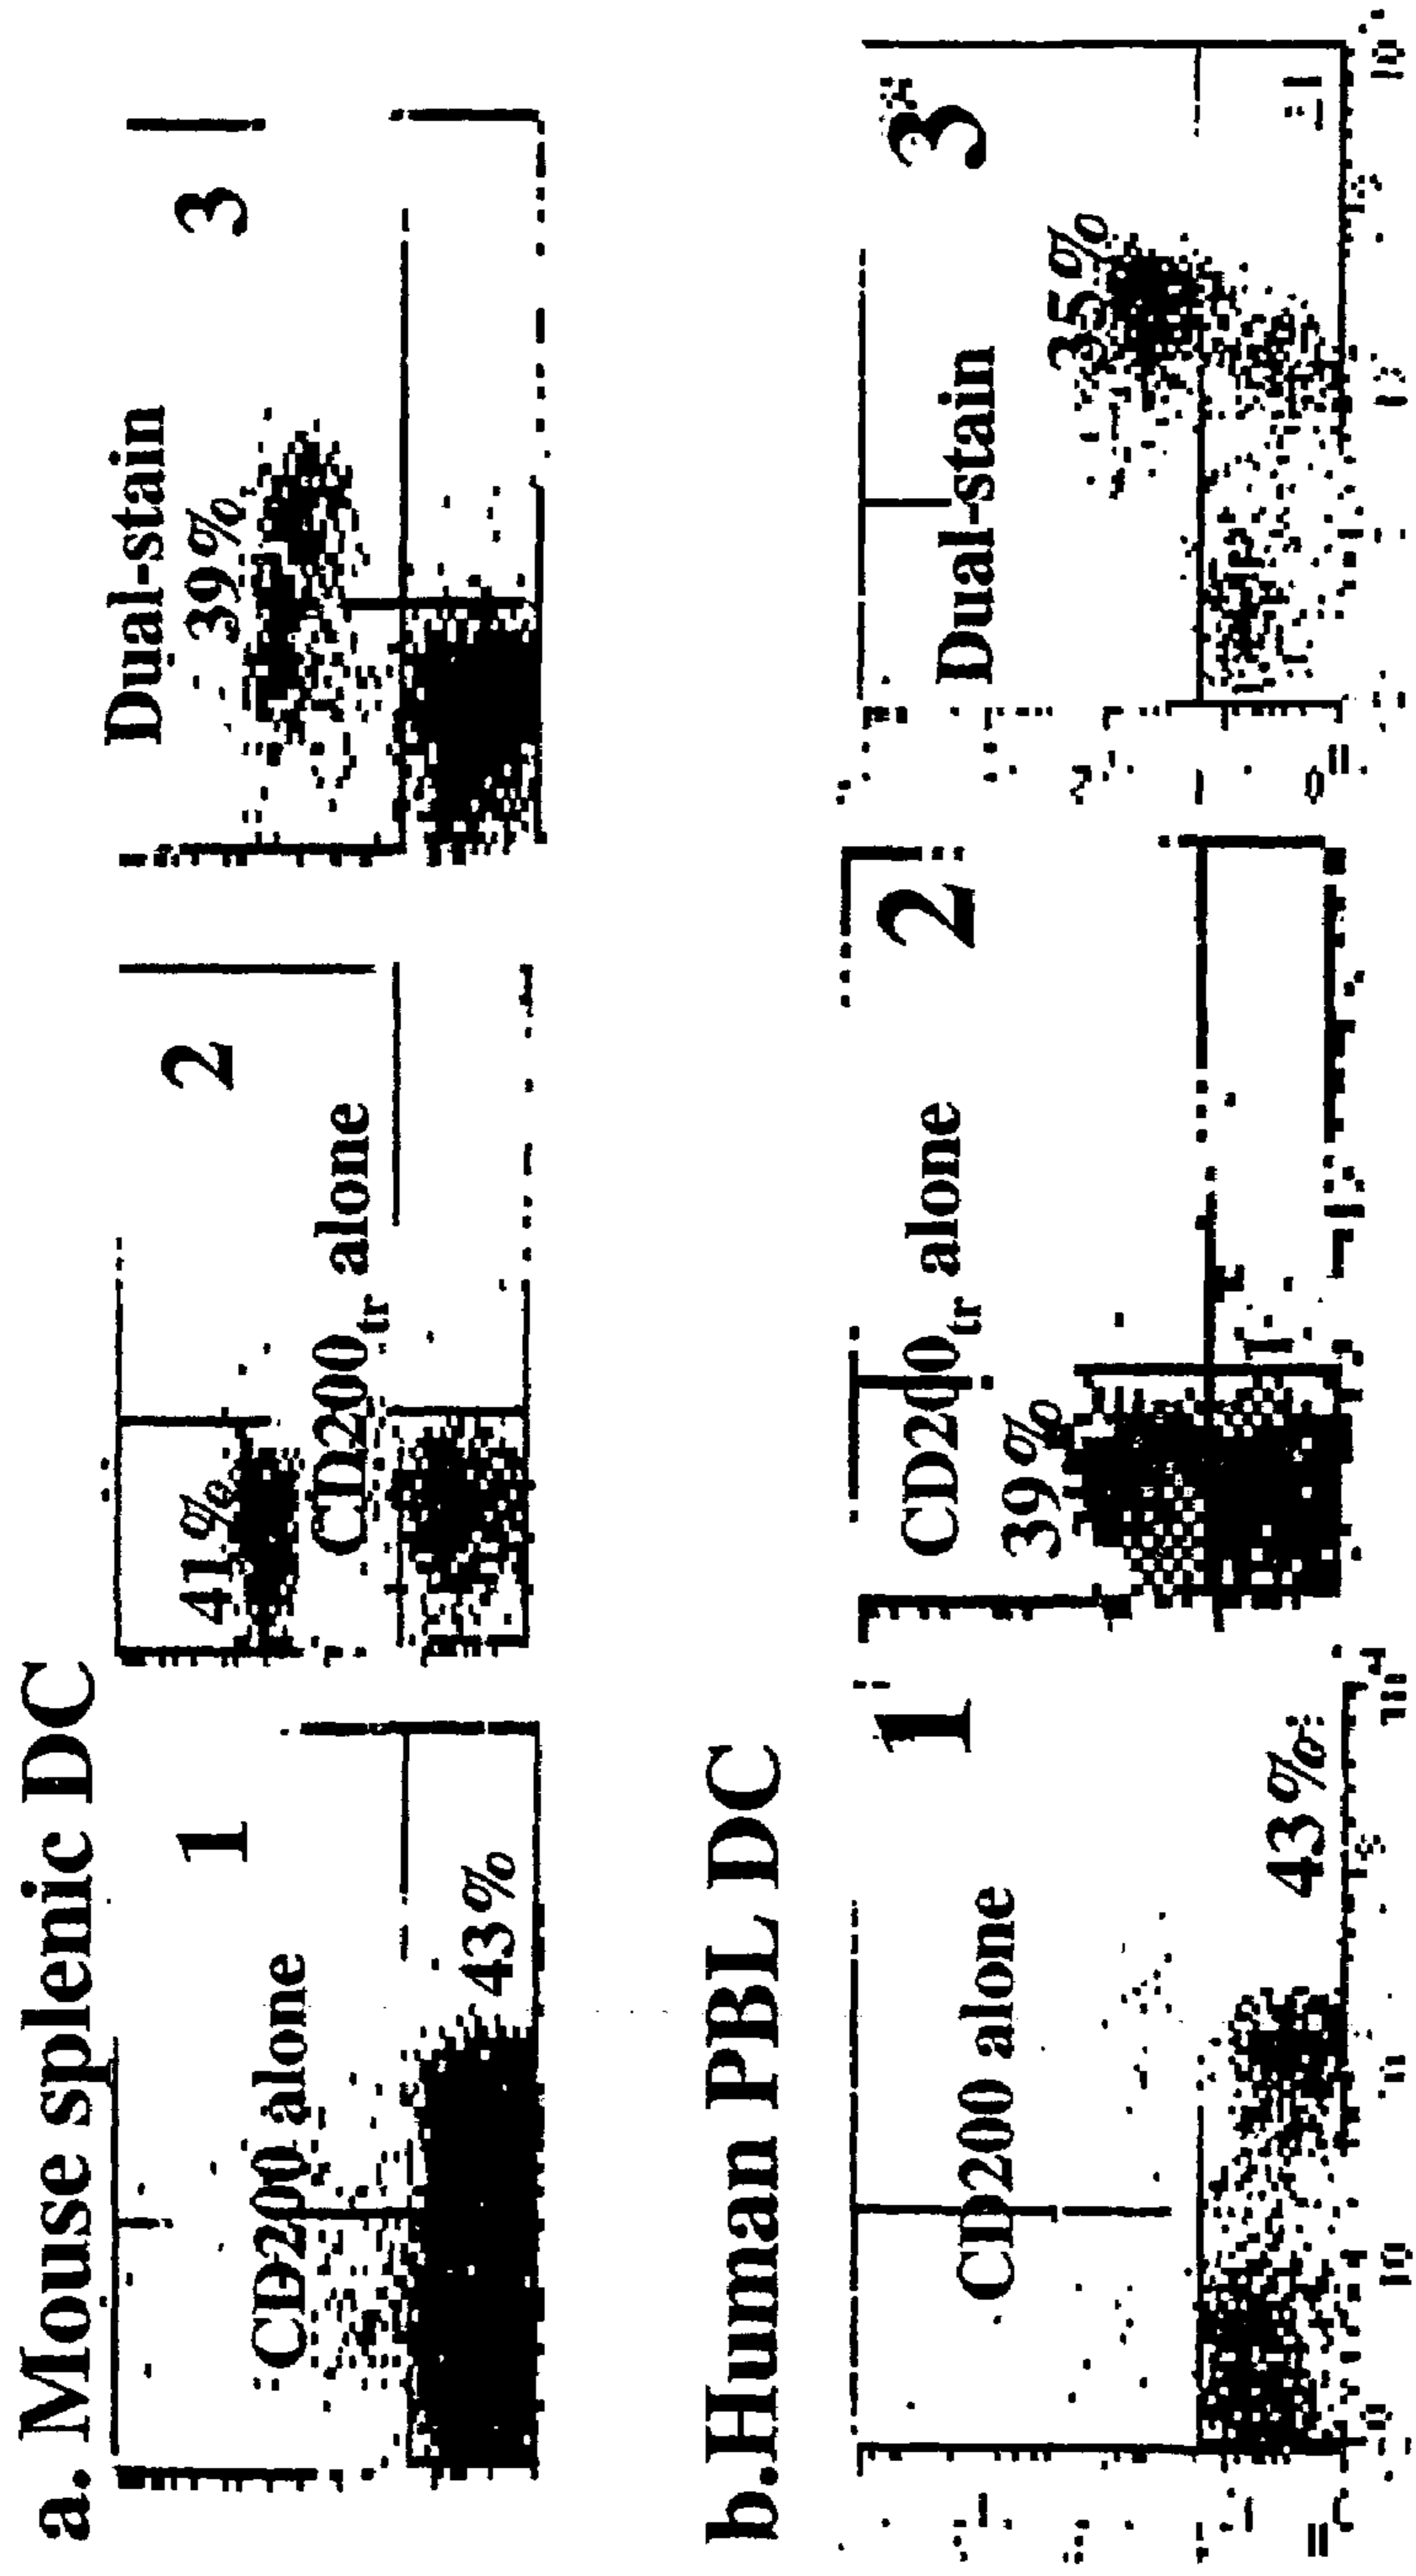 a. Mouse splenic DC
1
CD200 alone
43%
2
41%
CD200tr alone
3
Dual-stain
39%
b.Human PBL DC
1
CD200 alone
43%
2
CD200tr alone
39%
3
Dual-stain
35%